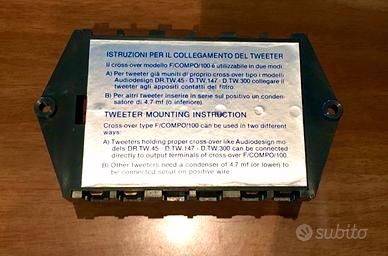 ISTRUZIONI PER IL COLLEGAMENTO DEL TWEETER
Il cross-over modello F/COMPO/100 è utilizzabile in due modi:
A) Per tweeter già muniti di proprio cross-over tipo i modelli
Audiodesign DR.TW.45 - D.TW.147 - D.TW.300 collegare il
tweeter agli appositi contatti del filtro.
B) Per altri tweeter inserire in serie sul positivo un conden-
satore di 4,7 mf (o inferiore).
TWEETER MOUNTING INSTRUCTION
Cross-over type F/COMPO/100 can be used in two different
ways:
A) Tweeters holding proper cross-over like Audiodesign mo-
dels DR.TW.45 - D.TW.147 - D.TW.300 can be connected
directly to output terminals of cross-over F/COMPO/100.
B) Other tweeters need a condenser of 4,7 mf (or lower) to
be connected serial on positive wire.
subito